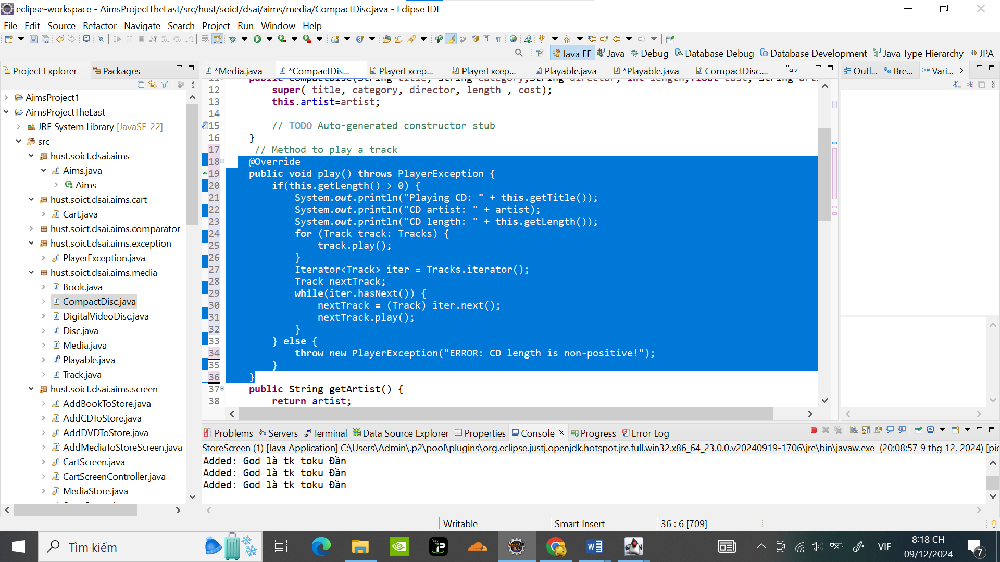 eclipse-workspace - AimsProjectTheLast/src/hust/soict/dsai/aims/media/CompactDisc.java - Eclipse IDE
File Edit Source Refactor Navigate Search Project Run Window Help
Java EE Java Debug Database Debug Database Development Java Type Hierarchy JPA
Project Explorer Packages
*Media.java *CompactDis... PlayerExcep... PlayerExcep... Playable.java *Playable.java CompactDisc....
Outl... Bre... Vari...
AimsProject1
AimsProjectTheLast
JRE System Library [JavaSE-22]
src
hust.soict.dsai.aims
Aims.java
Aims
hust.soict.dsai.aims.cart
Cart.java
hust.soict.dsai.aims.comparator
hust.soict.dsai.aims.exception
PlayerException.java
hust.soict.dsai.aims.media
Book.java
CompactDisc.java
DigitalVideoDisc.java
Disc.java
Media.java
Playable.java
Track.java
hust.soict.dsai.aims.screen
AddBookToStore.java
AddCDToStore.java
AddDVDToStore.java
AddMediaToStoreScreen.java
CartScreen.java
CartScreenController.java
MediaStore.java
11 public CompactDisc(String title, String category,String director, int length,float cost, String art
12 super( title, category, director, length , cost);
13 this.artist=artist;
14
15 // TODO Auto-generated constructor stub
16 }
17 // Method to play a track
18 @Override
19 public void play() throws PlayerException {
20 if(this.getLength() > 0) {
21 System.out.println("Playing CD: " + this.getTitle());
22 System.out.println("CD artist: " + artist);
23 System.out.println("CD length: " + this.getLength());
24 for (Track track: Tracks) {
25 track.play();
26 }
27 Iterator<Track> iter = Tracks.iterator();
28 Track nextTrack;
29 while(iter.hasNext()) {
30 nextTrack = (Track) iter.next();
31 nextTrack.play();
32 }
33 } else {
34 throw new PlayerException("ERROR: CD length is non-positive!");
35 }
36 }
37 public String getArtist() {
38 return artist;
Problems Servers Terminal Data Source Explorer Properties Console Progress Error Log
StoreScreen (1) [Java Application] C:\Users\Admin\.p2\pool\plugins\org.eclipse.justj.openjdk.hotspot.jre.full.win32.x86_64_23.0.0.v20240919-1706\jre\bin\javaw.exe (20:08:57 9 thg 12, 2024) [pic
Added: God là tk toku Đần
Added: God là tk toku Đần
Added: God là tk toku Đần
Writable Smart Insert 36 : 6 [709]
Tìm kiếm
VIE
8:18 CH
09/12/2024
7